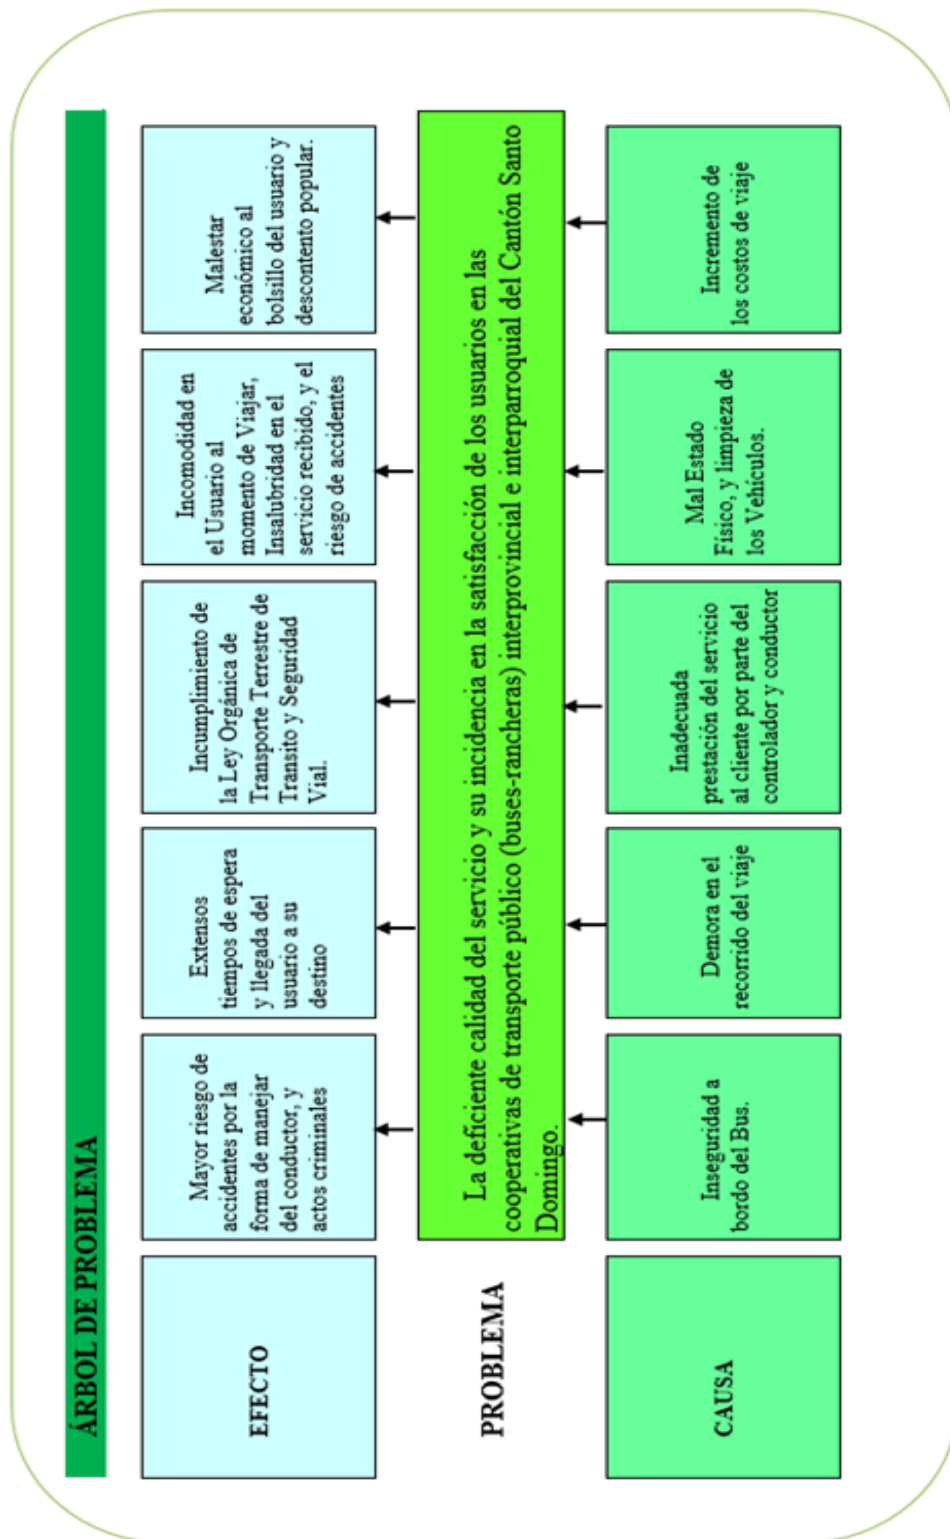 ÁRBOL DE PROBLEMA
EFECTO
Mayor riesgo de
accidentes por la
forma de manejar
del conductor, y
actos criminales
Extensos
tiempos de espera
y llegada del
usuario a su
destino
Incumplimiento de
la Ley Orgánica de
Transporte Terrestre de
Transito y Seguridad
Vial.
Incomodidad en
el Usuario al
momento de Viajar,
Insalubridad en el
servicio recibido, y el
riesgo de accidentes
Malestar
económico al
bolsillo del usuario y
descontento popular.
PROBLEMA
La deficiente calidad del servicio y su incidencia en la satisfacción de los usuarios en las
cooperativas de transporte público (buses-rancheras) interprovincial e interparroquial del Cantón Santo
Domingo.
CAUSA
Inseguridad a
bordo del Bus.
Demora en el
recorrido del viaje
Inadecuada
prestación del servicio
al cliente por parte del
controlador y conductor
Mal Estado
Físico, y limpieza de
los Vehículos.
Incremento de
los costos de viaje